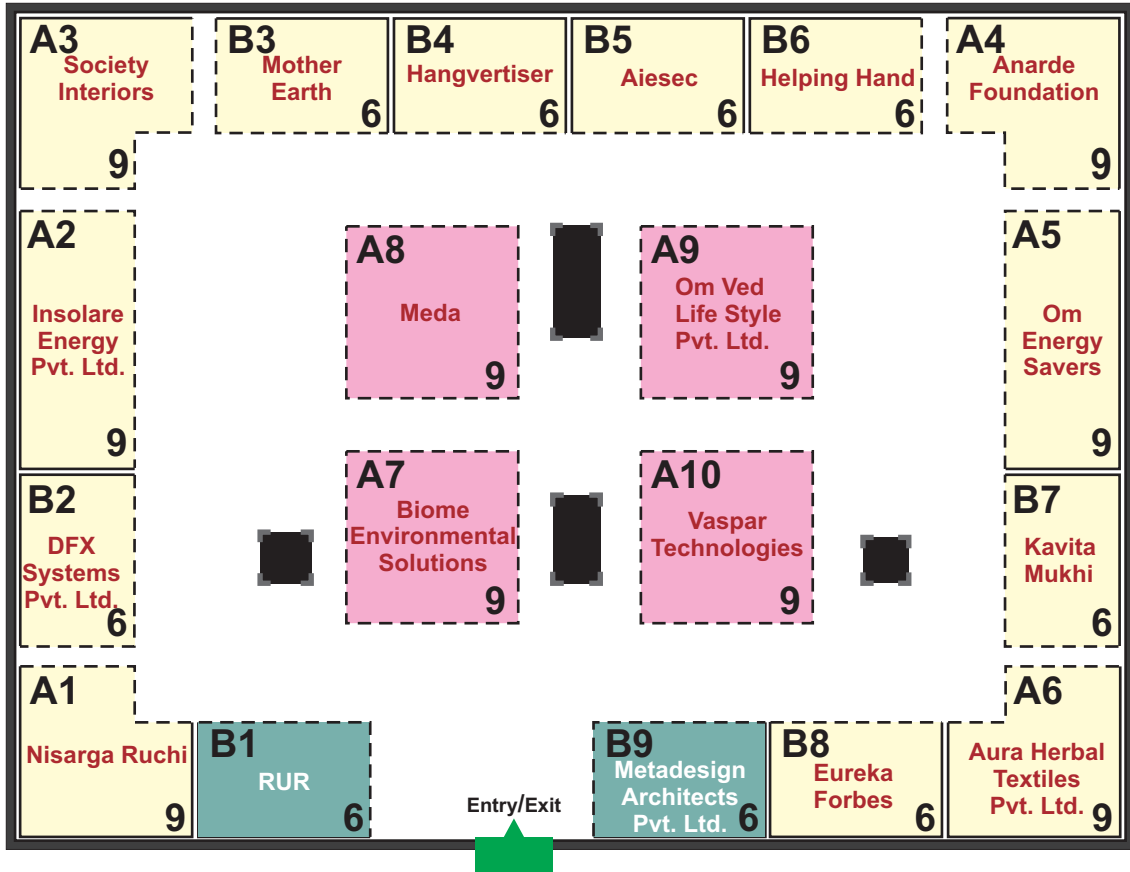 A3
Society
Interiors
9
B3
Mother
Earth
6
B4
Hangvertiser
6
B5
Aiesec
6
B6
Helping Hand
6
A4
Anarde
Foundation
9
A2
Insolare
Energy
Pvt. Ltd.
9
A8
Meda
9
A9
Om Ved
Life Style
Pvt. Ltd.
9
A5
Om
Energy
Savers
9
B2
DFX
Systems
Pvt. Ltd.
6
A7
Biome
Environmental
Solutions
9
A10
Vaspar
Technologies
9
B7
Kavita
Mukhi
6
A1
Nisarga Ruchi
9
B1
RUR
6
Entry/Exit
B9
Metadesign
Architects
Pvt. Ltd.
6
B8
Eureka
Forbes
6
A6
Aura Herbal
Textiles
Pvt. Ltd.
9